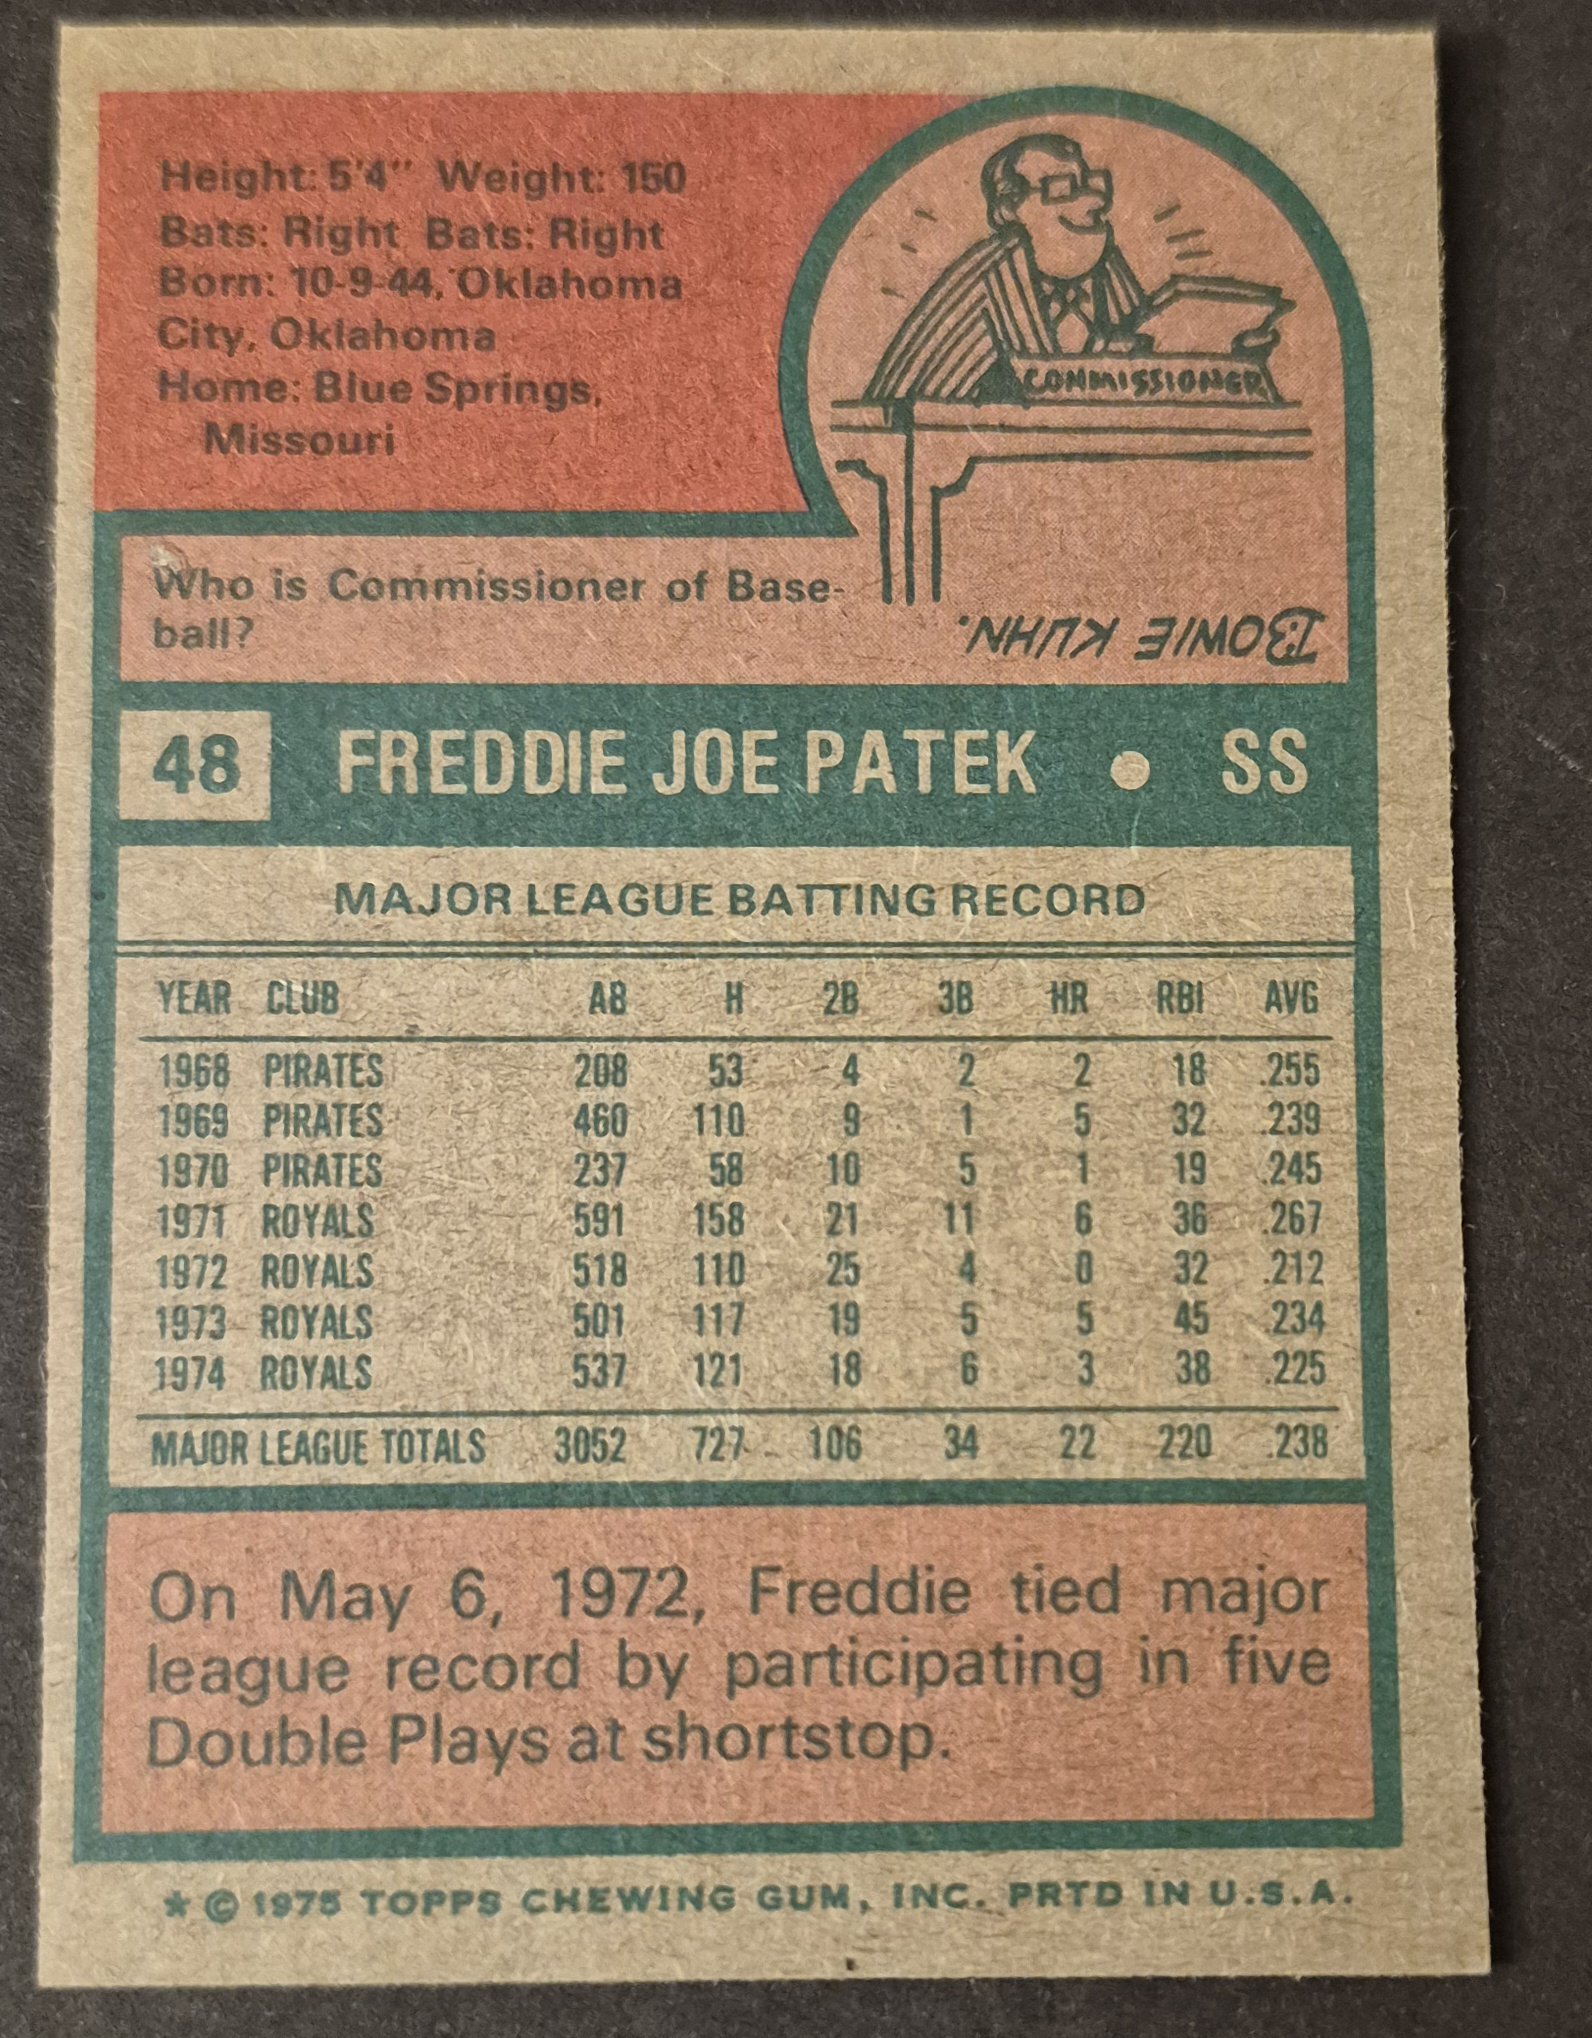 Height: 5'4" Weight: 150
Bats: Right Bats: Right
Born: 10-9-44, Oklahoma
City, Oklahoma
Home: Blue Springs,
Missouri
COMMISSIONER
Who is Commissioner of Base-
ball?
BOWIE KUHN.
48 FREDDIE JOE PATEK • SS
MAJOR LEAGUE BATTING RECORD
YEAR CLUB AB H 2B 3B HR RBI AVG
1968 PIRATES 208 53 4 2 2 18 .255
1969 PIRATES 460 110 9 1 5 32 .239
1970 PIRATES 237 58 10 5 1 19 .245
1971 ROYALS 591 158 21 11 6 36 .267
1972 ROYALS 518 110 25 4 0 32 .212
1973 ROYALS 501 117 19 5 5 45 .234
1974 ROYALS 537 121 18 6 3 38 .225
MAJOR LEAGUE TOTALS 3052 727 106 34 22 220 .238
On May 6, 1972, Freddie tied major
league record by participating in five
Double Plays at shortstop.
* © 1975 TOPPS CHEWING GUM, INC. PRTD IN U.S.A.